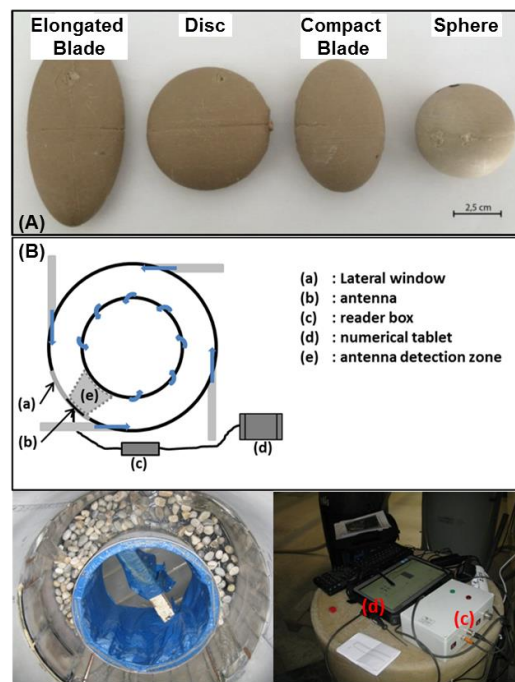 Elongated Blade
Disc
Compact Blade
Sphere
2,5 cm
(A)
(B)
(a) : Lateral window
(b) : antenna
(c) : reader box
(d) : numerical tablet
(e) : antenna detection zone
(e)
(a)
(b)
(c)
(d)
(d)
(c)